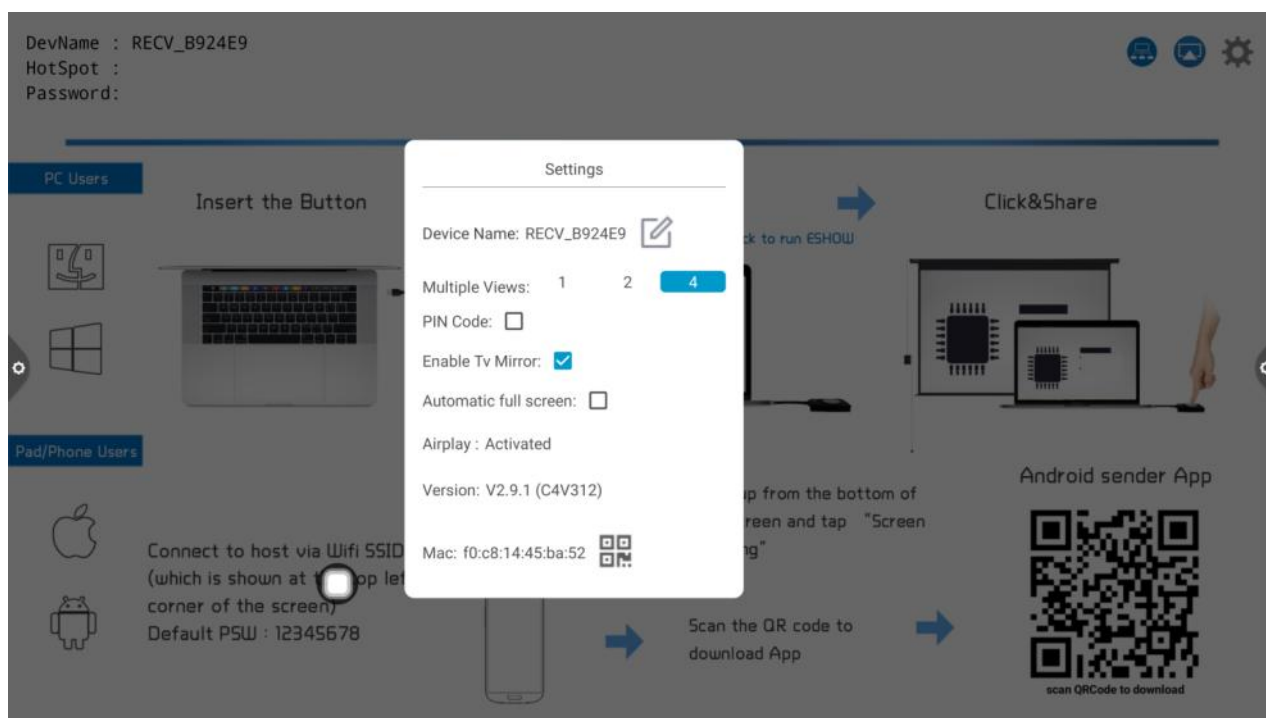 DevName : RECV_B924E9
HotSpot :
Password:
PC Users
Insert the Button
Click&Share
ck to run ESHOW
Settings
Device Name: RECV_B924E9
Multiple Views: 1 2 4
PIN Code:
Enable Tv Mirror:
Automatic full screen:
Airplay : Activated
Version: V2.9.1 (C4V312)
Mac: f0:c8:14:45:ba:52
Pad/Phone Users
Connect to host via Wifi SSID
(which is shown at top lef
corner of the screen)
Default PSW : 12345678
up from the bottom of
reen and tap "Screen
ng"
Scan the QR code to
download App
Android sender App
scan QRCode to download